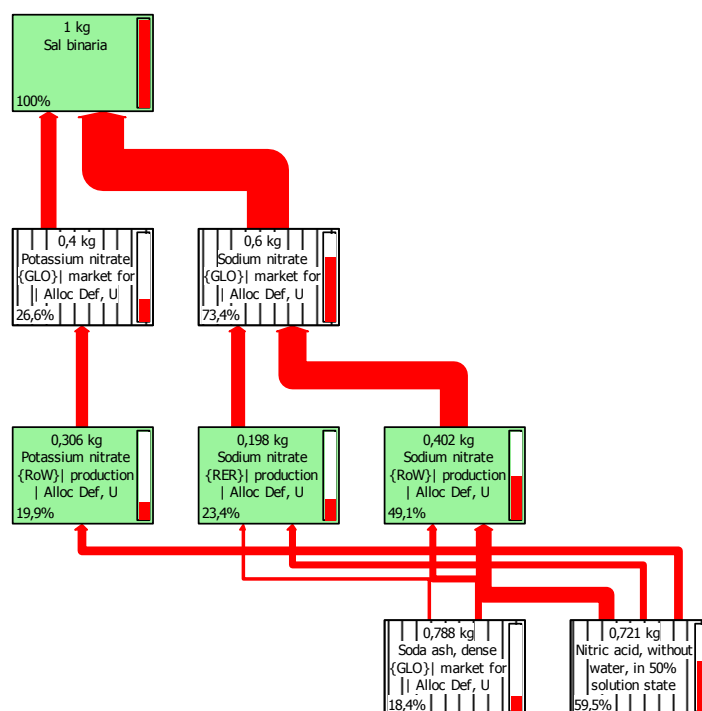 1 kg
Sal binaria
100%
0,4 kg
Potassium nitrate
{GLO}| market for
| Alloc Def, U
26,6%
0,6 kg
Sodium nitrate
{GLO}| market for
| Alloc Def, U
73,4%
0,306 kg
Potassium nitrate
{RoW}| production
| Alloc Def, U
19,9%
0,198 kg
Sodium nitrate
{RER}| production
| Alloc Def, U
23,4%
0,402 kg
Sodium nitrate
{RoW}| production
| Alloc Def, U
49,1%
0,788 kg
Soda ash, dense
{GLO}| market for
| Alloc Def, U
18,4%
0,721 kg
Nitric acid, without
water, in 50%
solution state
59,5%